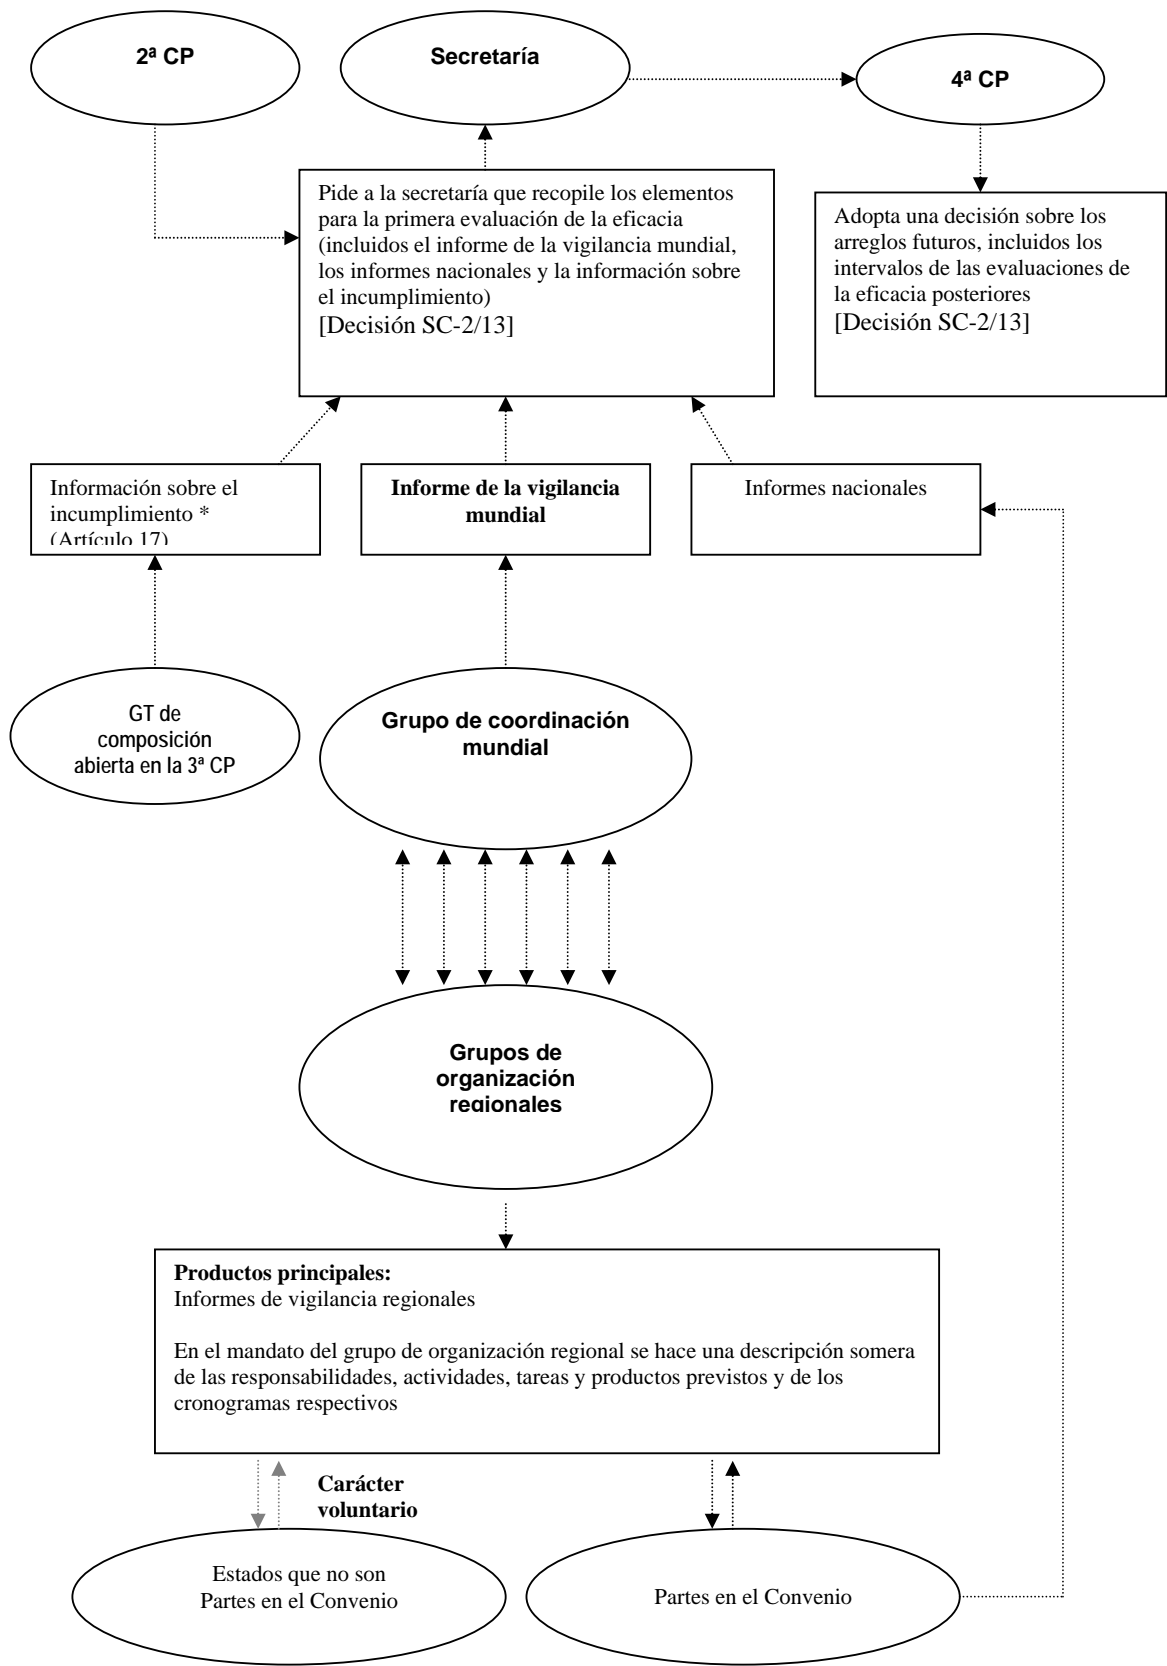 2ª CP
Secretaría
4ª CP
Pide a la secretaría que recopile los elementos
para la primera evaluación de la eficacia
(incluidos el informe de la vigilancia mundial,
los informes nacionales y la información sobre
el incumplimiento)
[Decisión SC-2/13]
Adopta una decisión sobre los
arreglos futuros, incluidos los
intervalos de las evaluaciones de
la eficacia posteriores
[Decisión SC-2/13]
Información sobre el
incumplimiento *
(Artículo 17)
Informe de la vigilancia
mundial
Informes nacionales
GT de
composición
abierta en la 3ª CP
Grupo de coordinación
mundial
Grupos de
organización
regionales
Productos principales:
Informes de vigilancia regionales
En el mandato del grupo de organización regional se hace una descripción somera
de las responsabilidades, actividades, tareas y productos previstos y de los
cronogramas respectivos
Carácter
voluntario
Estados que no son
Partes en el Convenio
Partes en el Convenio